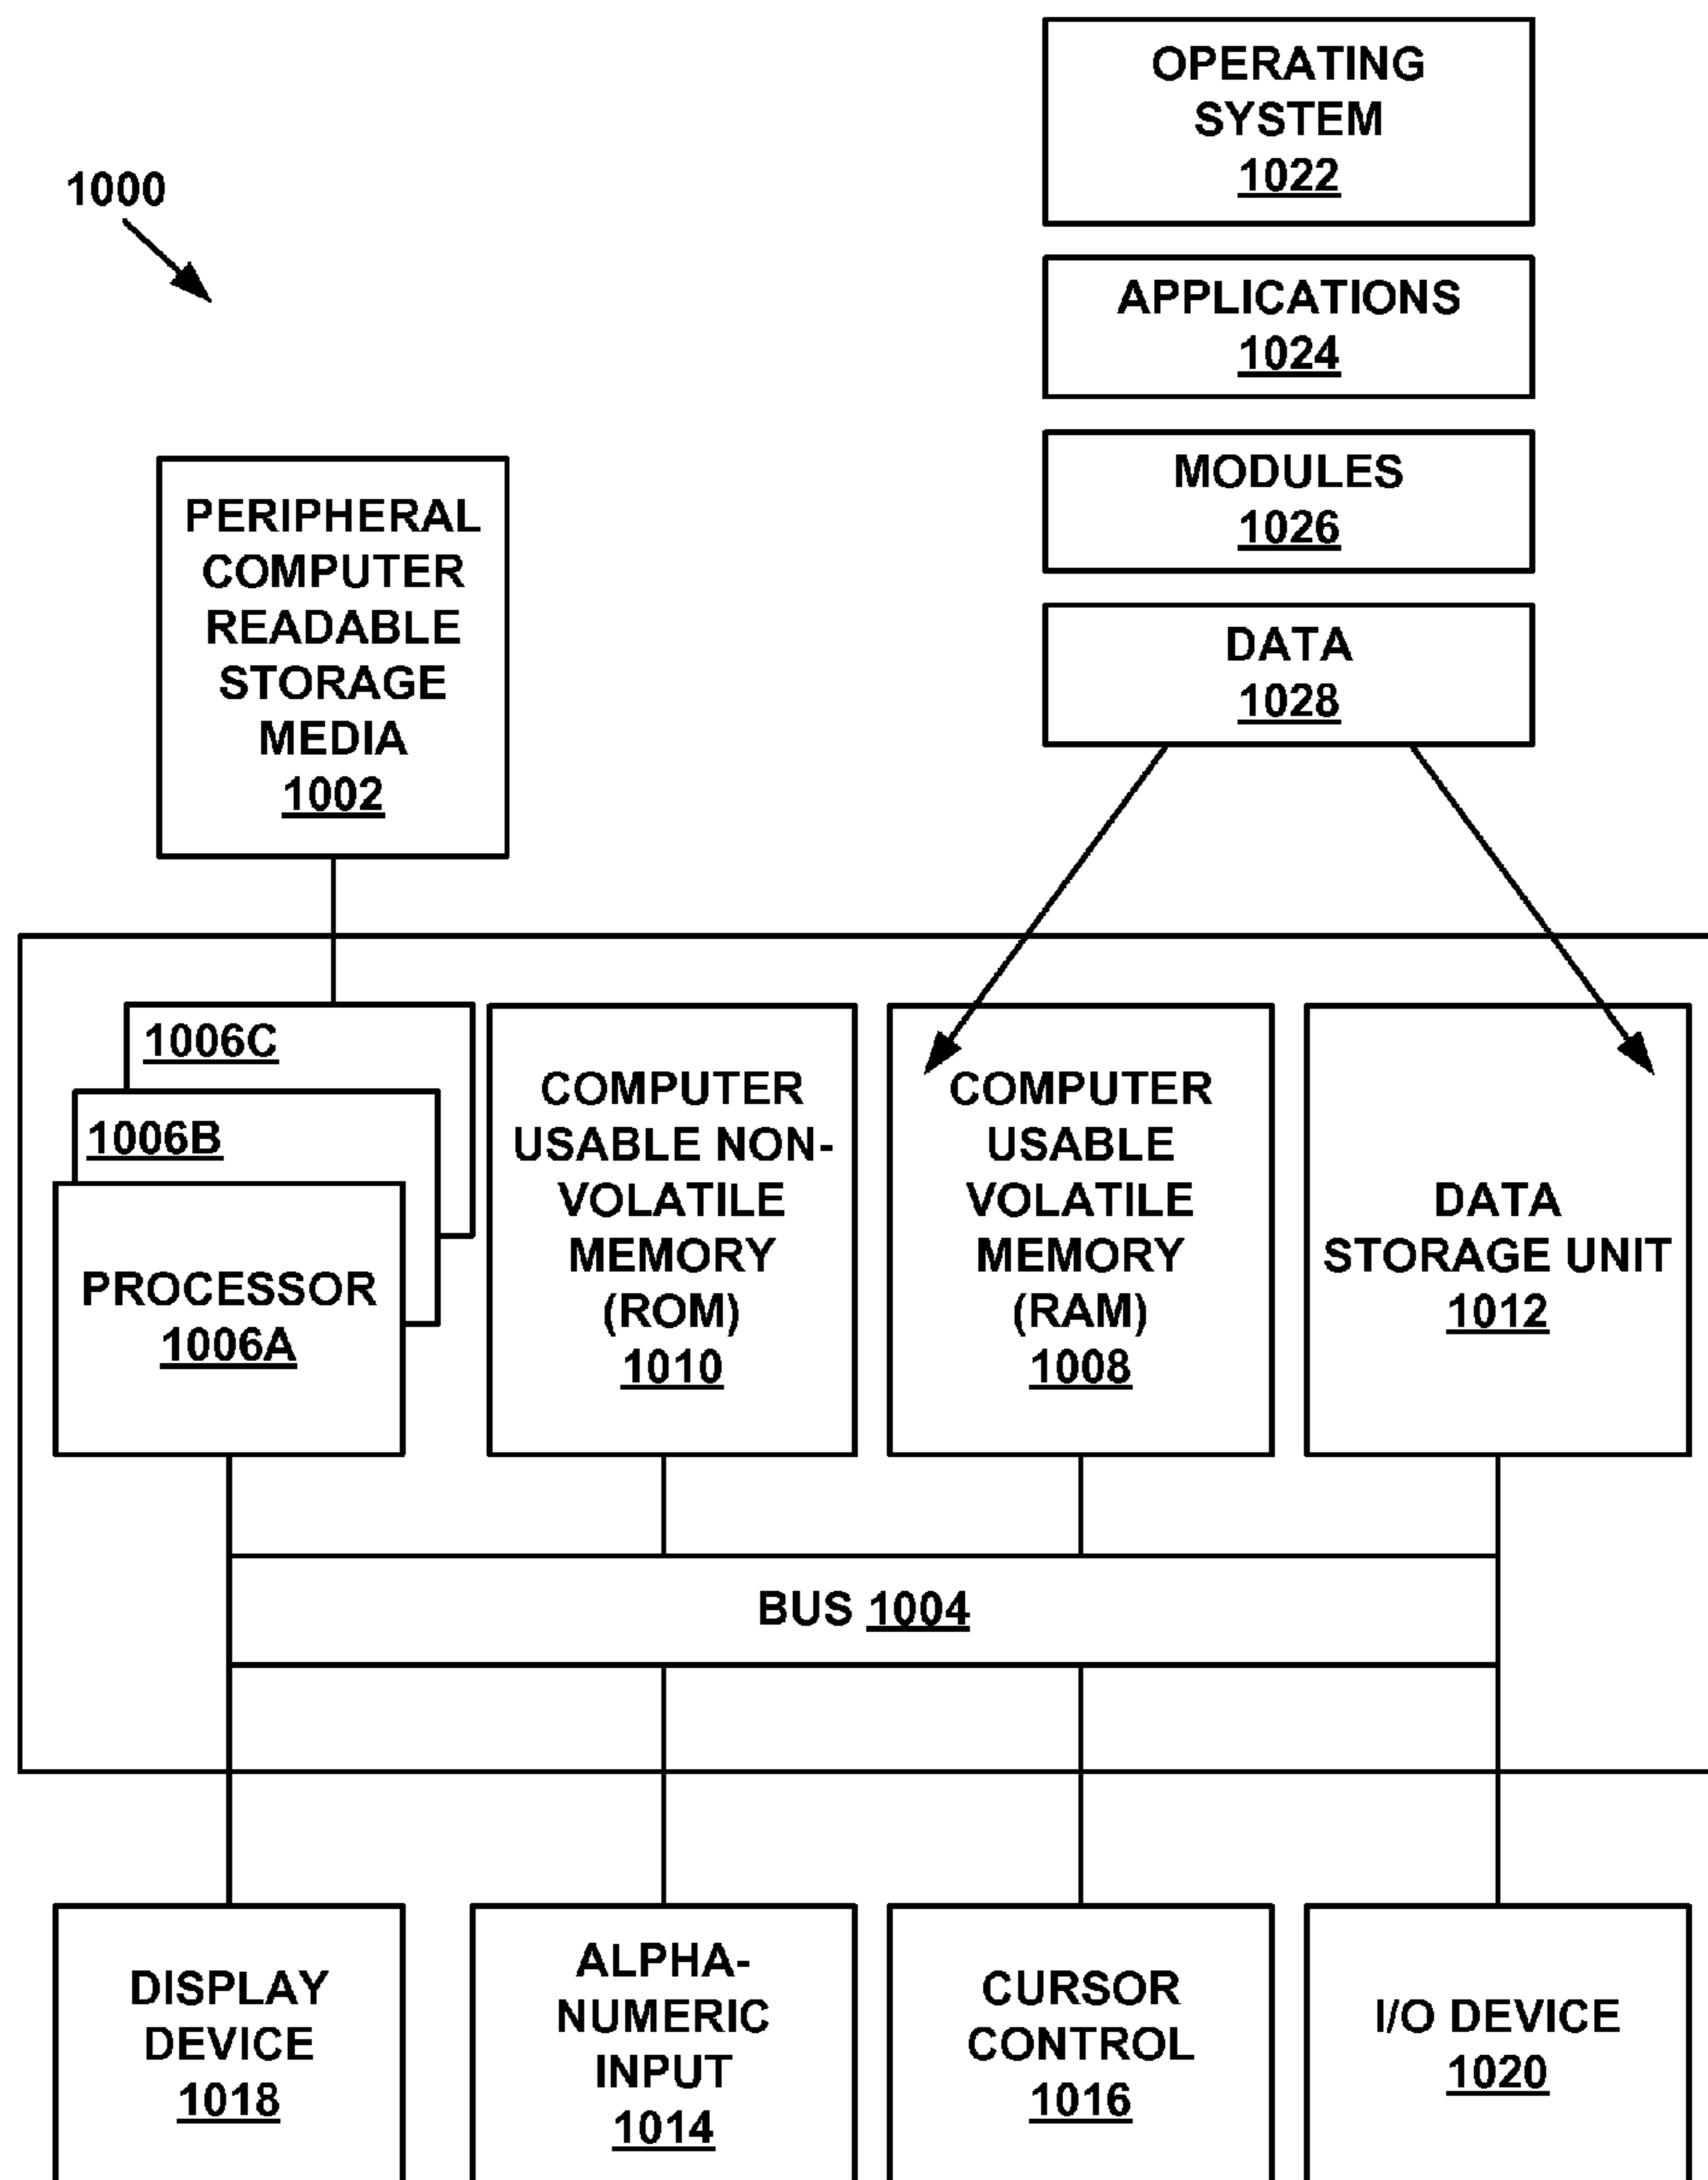 OPERATING
SYSTEM
1022
1000
APPLICATIONS
1024
MODULES
1026
PERIPHERAL
COMPUTER
READABLE
STORAGE
MEDIA
1002
DATA
1028
1006C
1006B
PROCESSOR
1006A
COMPUTER
USABLE NON-
VOLATILE
MEMORY
(ROM)
1010
COMPUTER
USABLE
VOLATILE
MEMORY
(RAM)
1008
DATA
STORAGE UNIT
1012
BUS 1004
DISPLAY
DEVICE
1018
ALPHA-
NUMERIC
INPUT
1014
CURSOR
CONTROL
1016
I/O DEVICE
1020